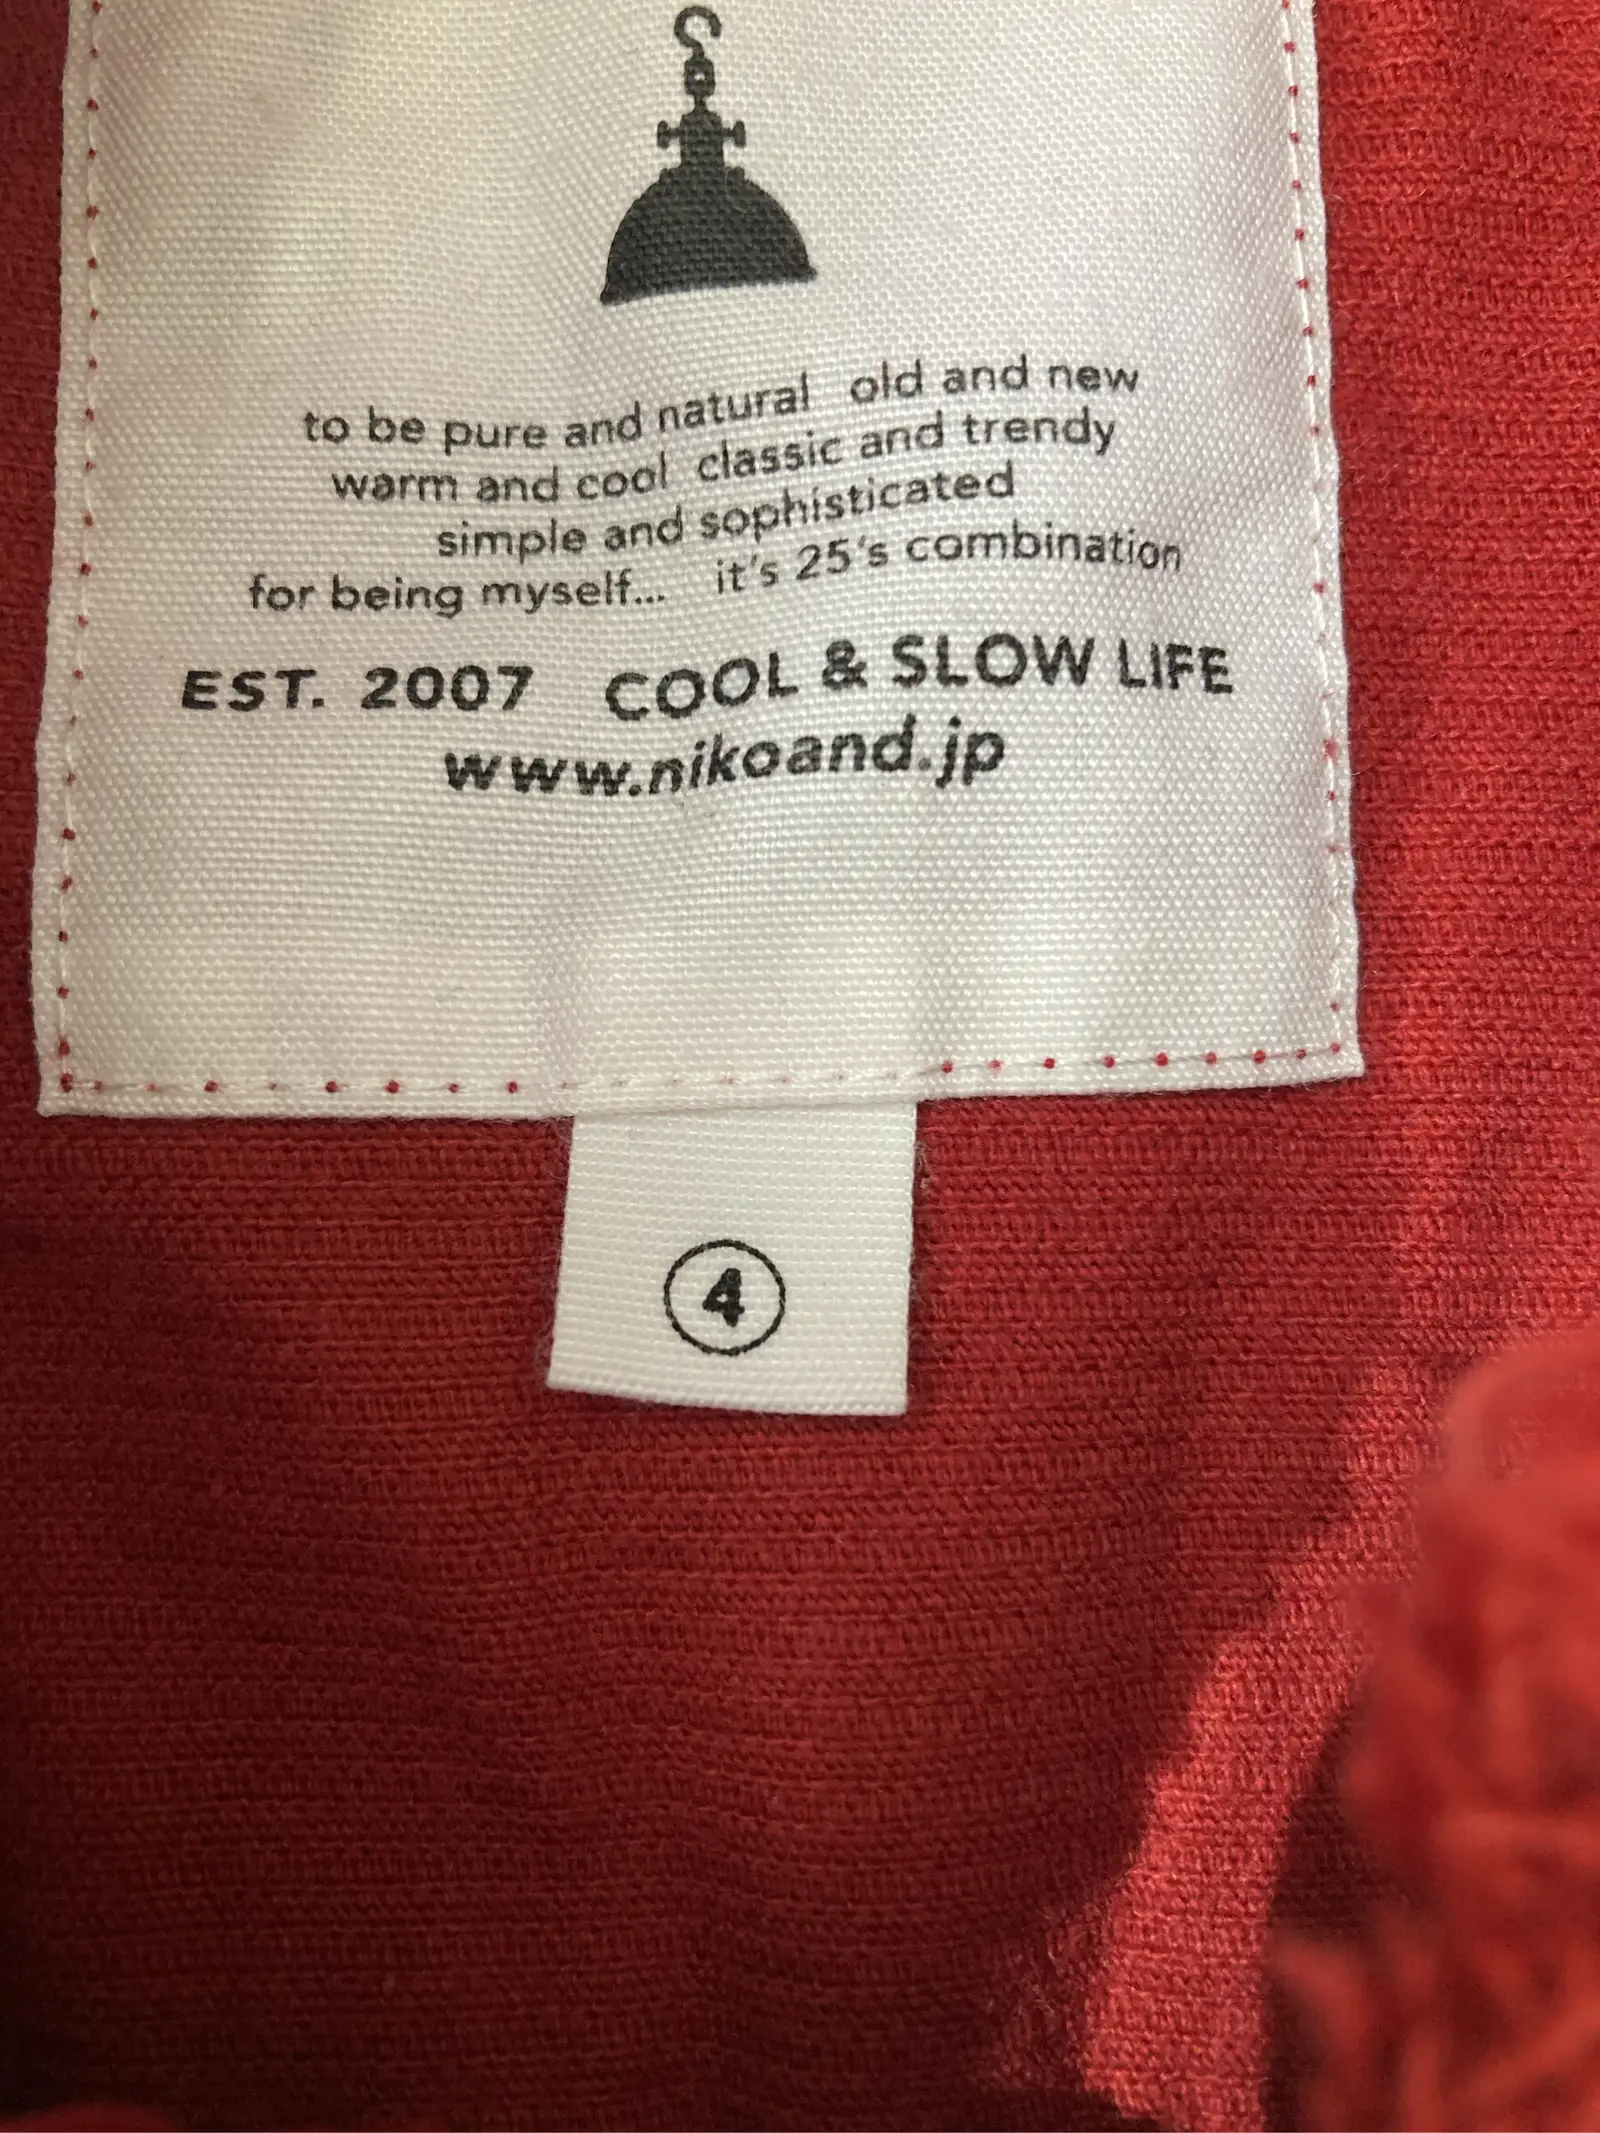 to be pure and natural old and new
warm and cool classic and trendy
simple and sophisticated
for being myself... it's 25's combination
EST. 2007 COOL & SLOW LIFE
www.nikoand.jp
4